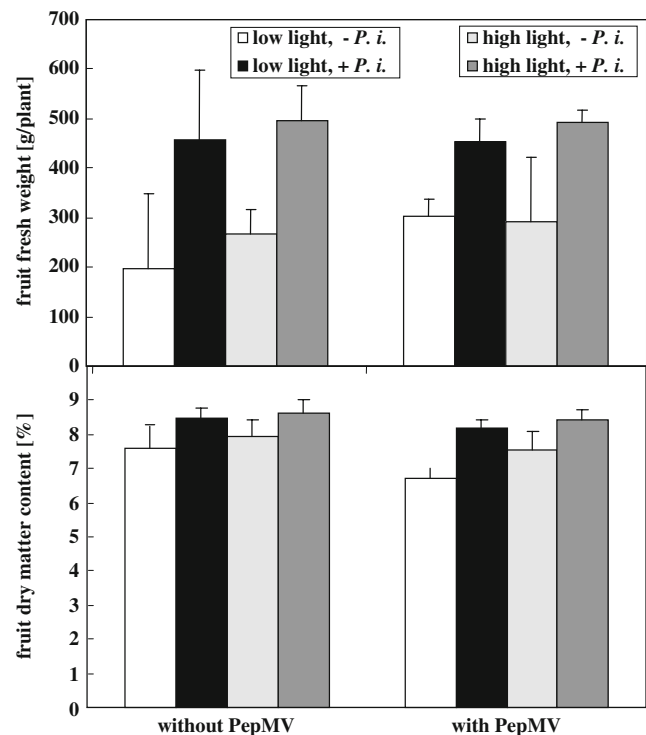 low light, - P. i.
high light, - P. i.
low light, + P. i.
high light, + P. i.
fruit fresh weight [g/plant]
700
600
500
400
300
200
100
0
fruit dry matter content [%]
9
8
7
6
5
4
3
2
1
0
without PepMV
with PepMV